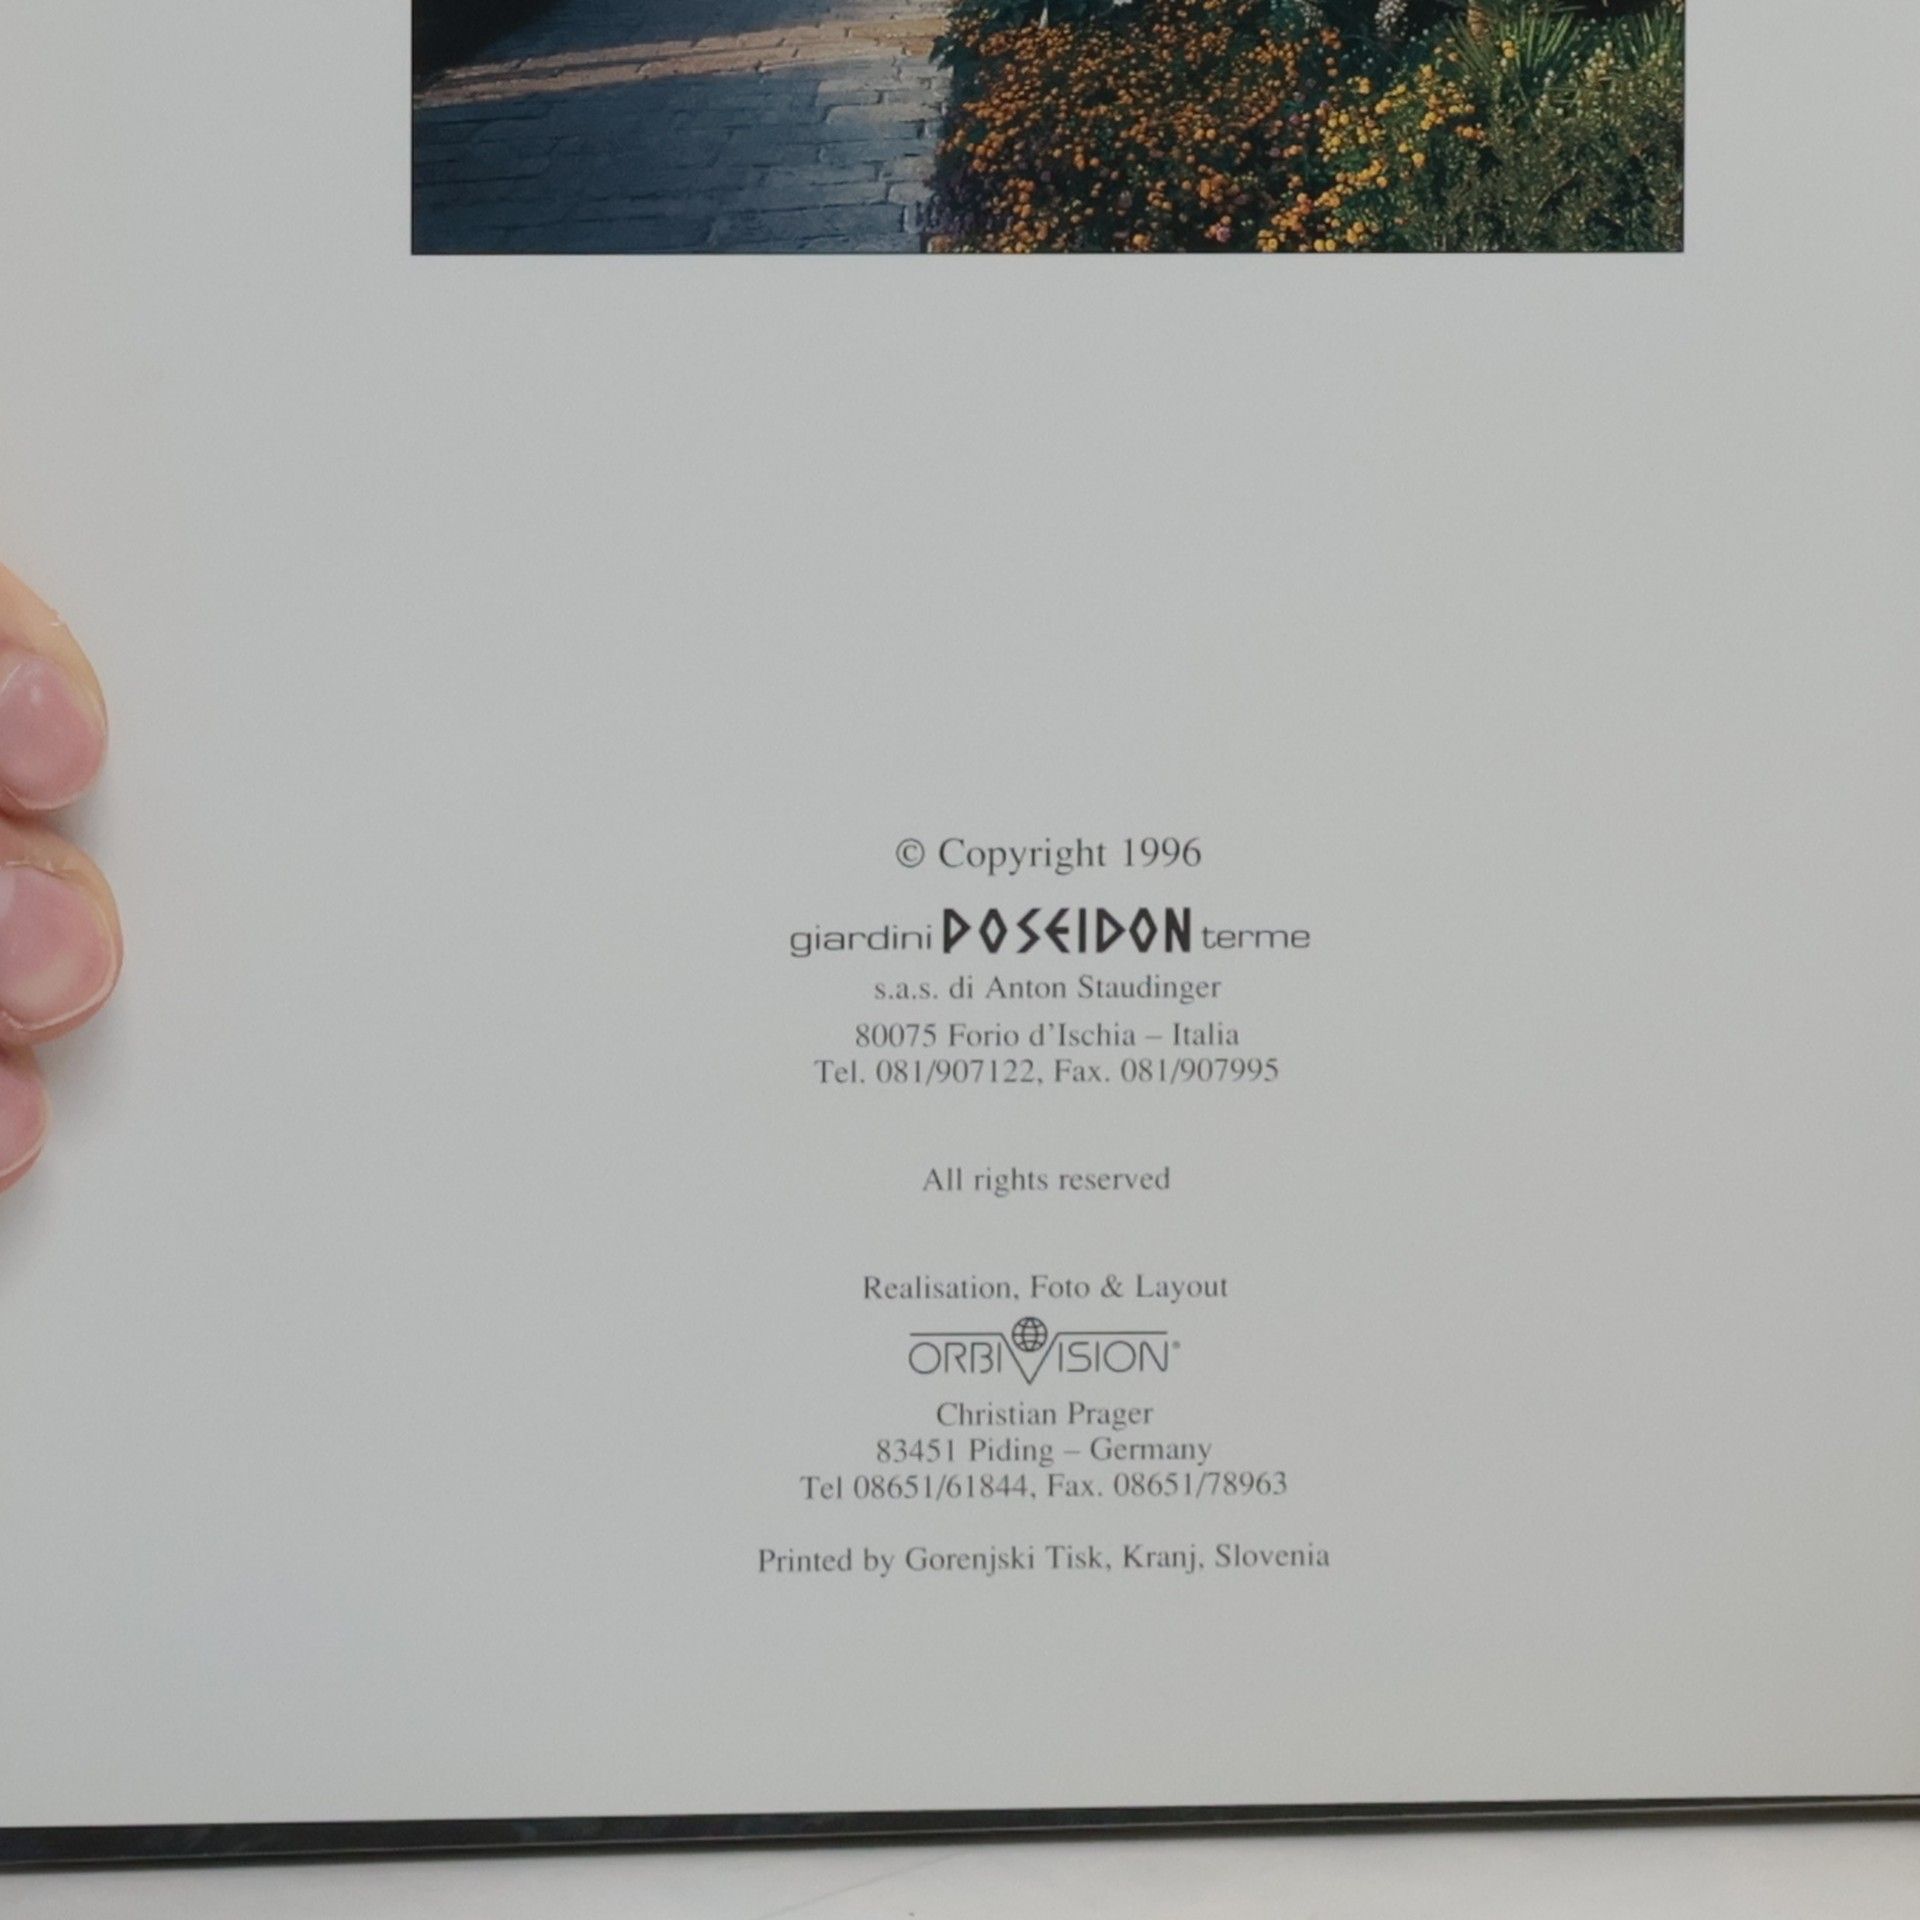 © Copyright 1996
giardini POSEIDON terme
s.a.s. di Anton Staudinger
80075 Forio d'Ischia – Italia
Tel. 081/907122, Fax. 081/907995
All rights reserved
Realisation, Foto & Layout
ORBIVISION®
Christian Prager
83451 Piding – Germany
Tel 08651/61844, Fax. 08651/78963
Printed by Gorenjski Tisk, Kranj, Slovenia